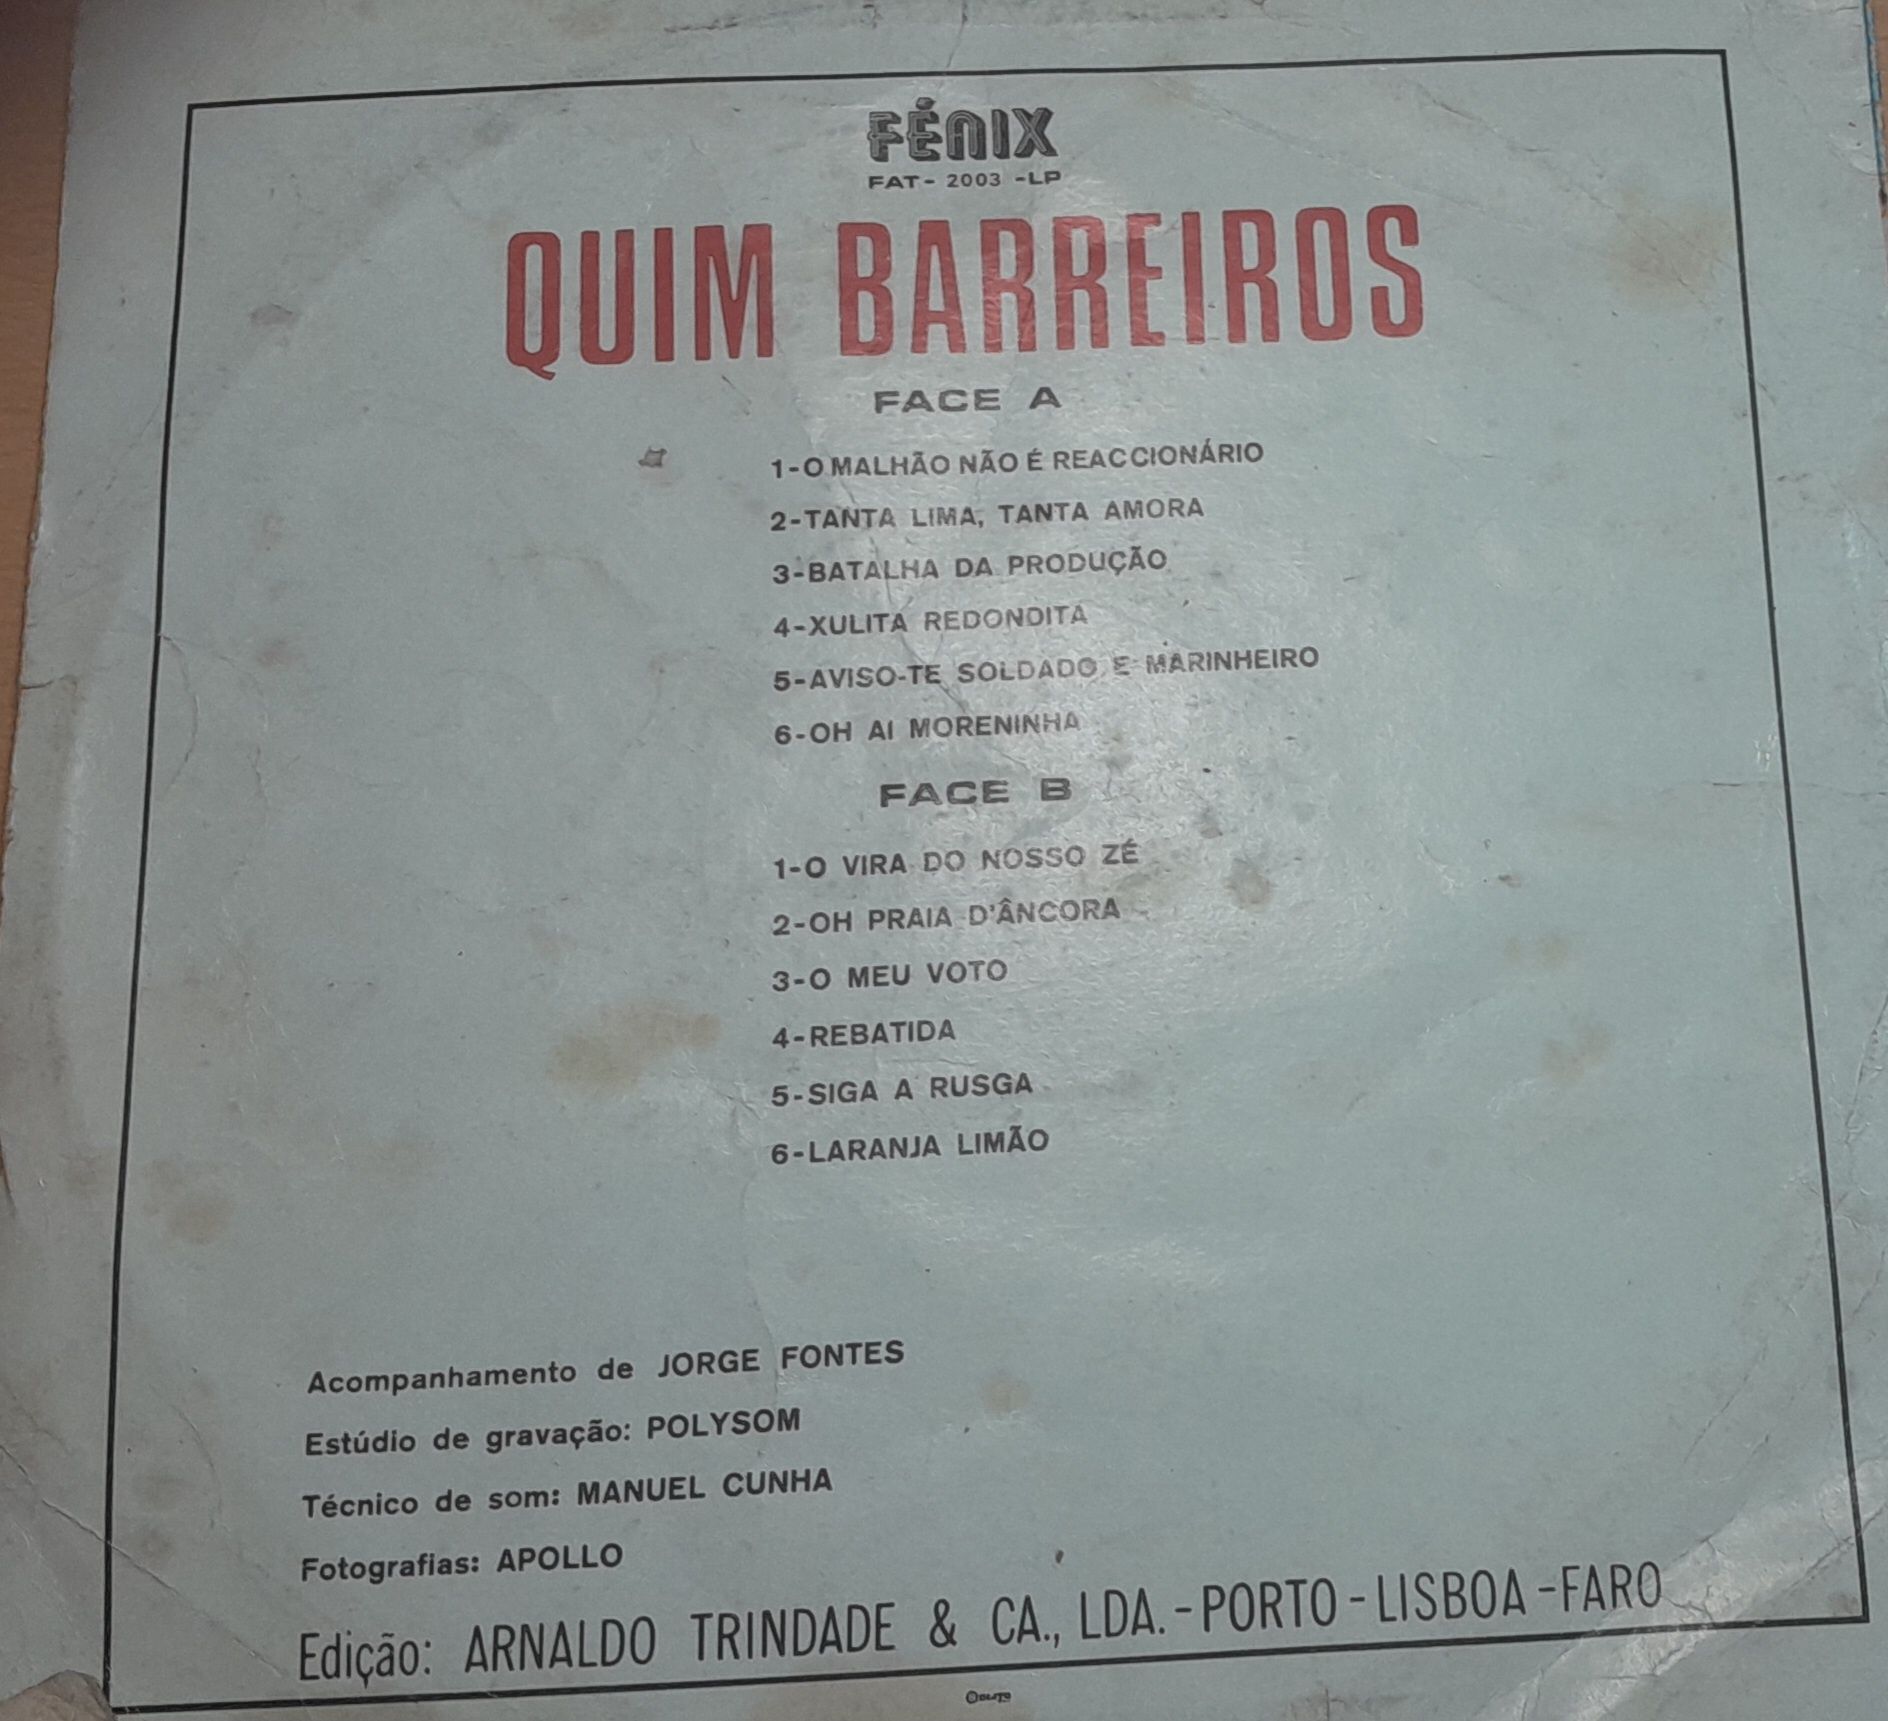 FÉNIX
FAT- 2003 -LP
QUIM BARREIROS
FACE A
1-O MALHÃO NÃO É REACCIONÁRIO
2-TANTA LIMA, TANTA AMORA
3-BATALHA DA PRODUÇÃO
4-XULITA REDONDITA
5-AVISO-TE SOLDADO E MARINHEIRO
6-OH AI MORENINHA
FACE B
1-O VIRA DO NOSSO ZÉ
2-OH PRAIA D'ÂNCORA
3-O MEU VOTO
4-REBATIDA
5-SIGA A RUSGA
6-LARANJA LIMÃO
Acompanhamento de JORGE FONTES
Estúdio de gravação: POLYSOM
Técnico de som: MANUEL CUNHA
Fotografias: APOLLO
Edição: ARNALDO TRINDADE & CA., LDA. - PORTO - LISBOA - FARO